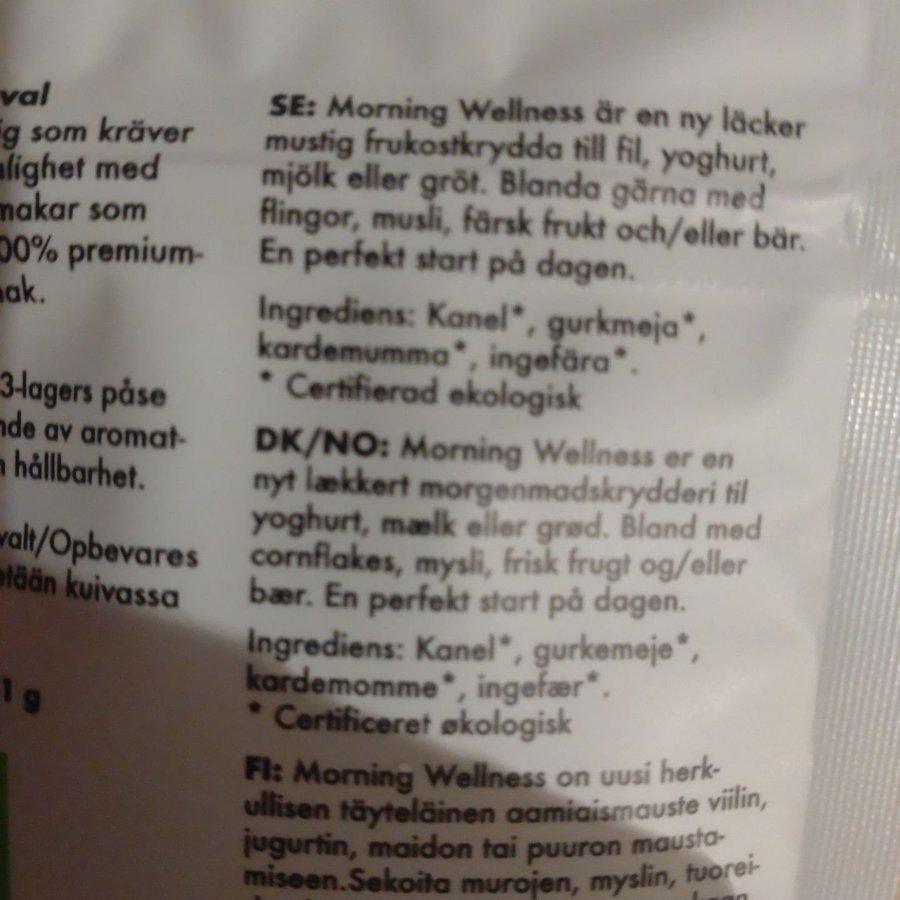 val
ig som kräver
lighet med
makar som
00% premium-
ak.
3-lagers påse
nde av aromat-
hållbarhet.
valt/Opbevares
etään kuivassa
1 g
SE: Morning Wellness är en ny läcker
mustig frukostkrydda till fil, yoghurt,
mjölk eller gröt. Blanda gärna med
flingor, musli, färsk frukt och/eller bär.
En perfekt start på dagen.
Ingrediens: Kanel*, gurkmeja*,
kardemumma*, ingefära*.
* Certifierad ekologisk
DK/NO: Morning Wellness er en
nyt lækkert morgenmadskrydderi til
yoghurt, mælk eller grød. Bland med
cornflakes, mysli, frisk frugt og/eller
bær. En perfekt start på dagen.
Ingrediens: Kanel*, gurkemeje*,
kardemomme*, ingefær*.
* Certificeret økologisk
FI: Morning Wellness on uusi herk-
ullisen täyteläinen aamiaismauste viilin,
jugurtin, maidon tai puuron mausta-
miseen.Sekoita murojen, myslin, tuorei-